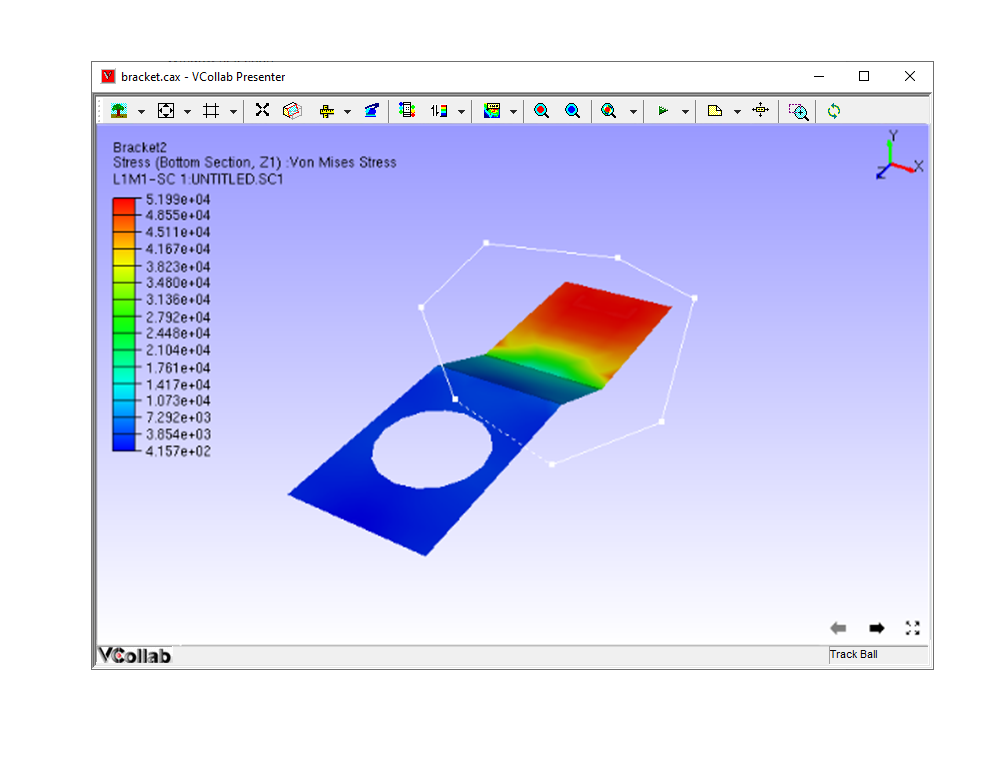 bracket.cax - VCollab Presenter
Bracket2
Stress (Bottom Section, Z1) :Von Mises Stress
L1M1-SC 1:UNTITLED.SC1
5.199e+04
4.855e+04
4.511e+04
4.167e+04
3.823e+04
3.480e+04
3.136e+04
2.792e+04
2.448e+04
2.104e+04
1.761e+04
1.417e+04
1.073e+04
7.292e+03
3.854e+03
4.157e+02
Y
X
Z
VCollab
Track Ball